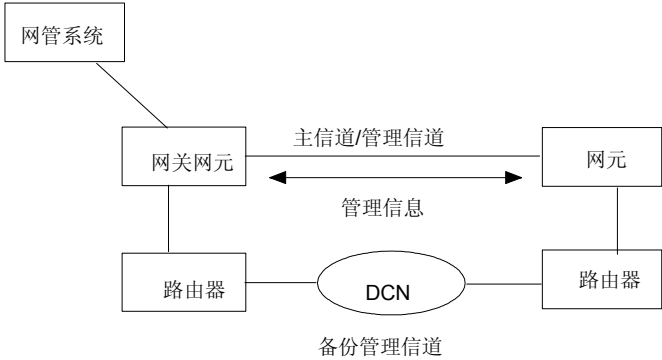 网管系统
主信道/管理信道
网关网元
网元
管理信息
路由器
DCN
路由器
备份管理信道